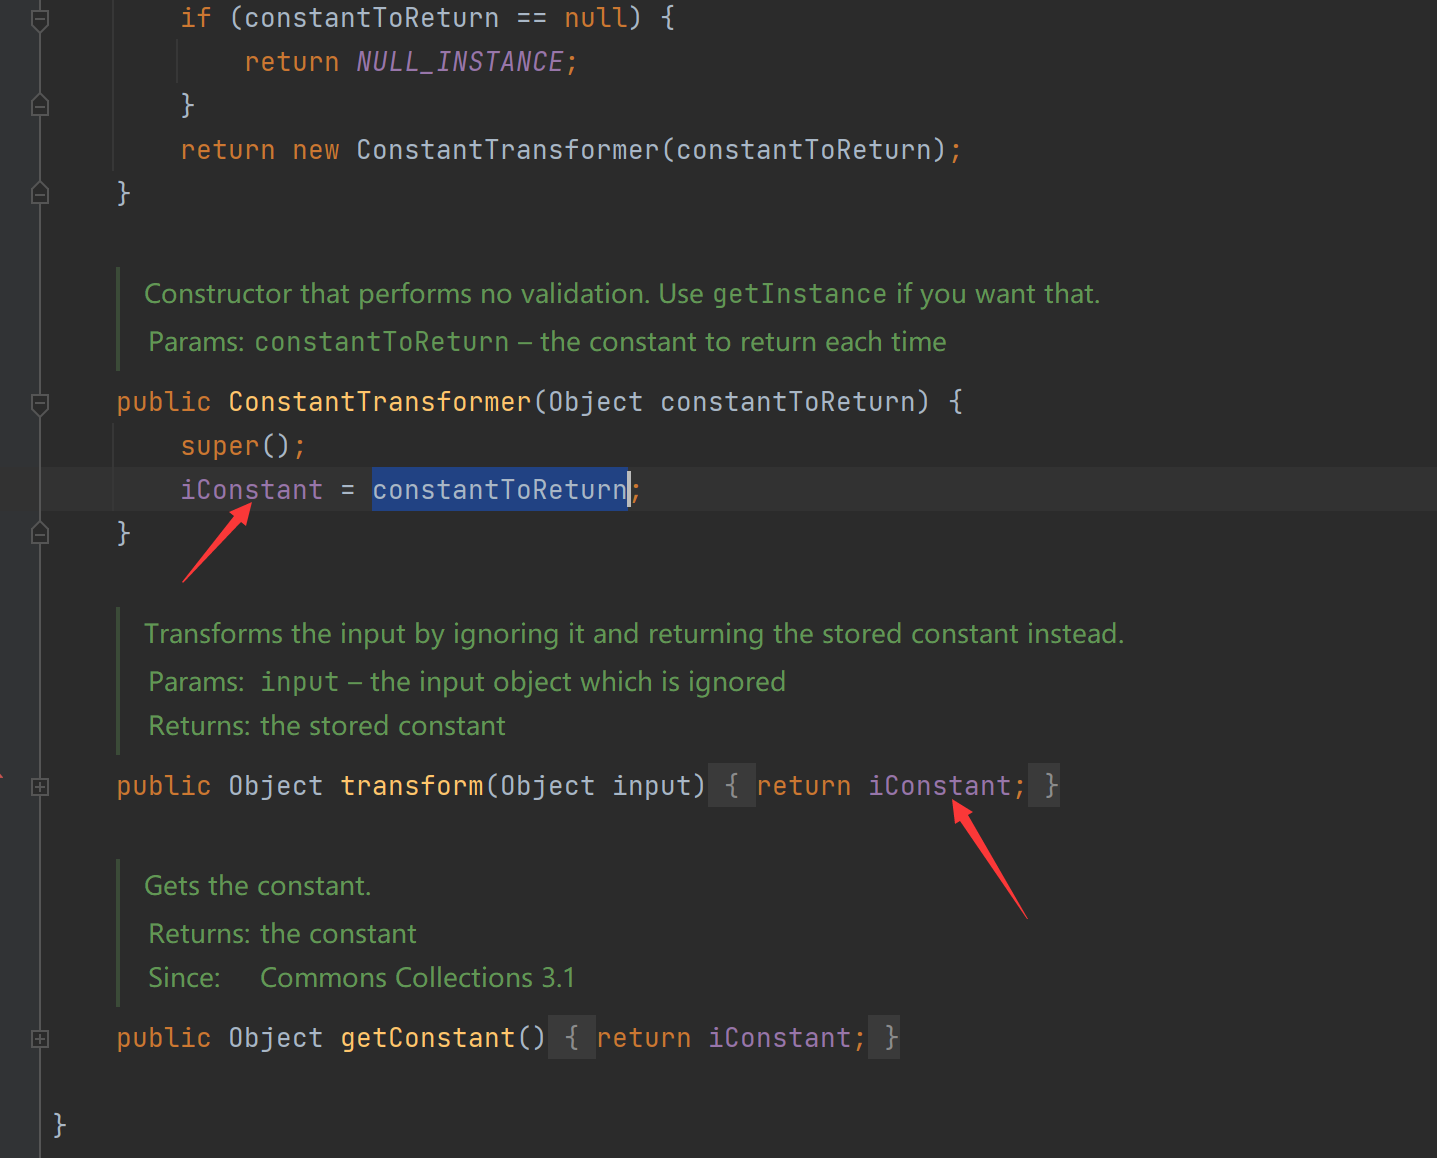 if (constantToReturn == null) {
return NULL_INSTANCE;
}
return new ConstantTransformer(constantToReturn);
}
Constructor that performs no validation. Use getInstance if you want that.
Params: constantToReturn – the constant to return each time
public ConstantTransformer(Object constantToReturn) {
super();
iConstant = constantToReturn;
}
Transforms the input by ignoring it and returning the stored constant instead.
Params: input – the input object which is ignored
Returns: the stored constant
public Object transform(Object input) { return iConstant; }
Gets the constant.
Returns: the constant
Since: Commons Collections 3.1
public Object getConstant() { return iConstant; }
}